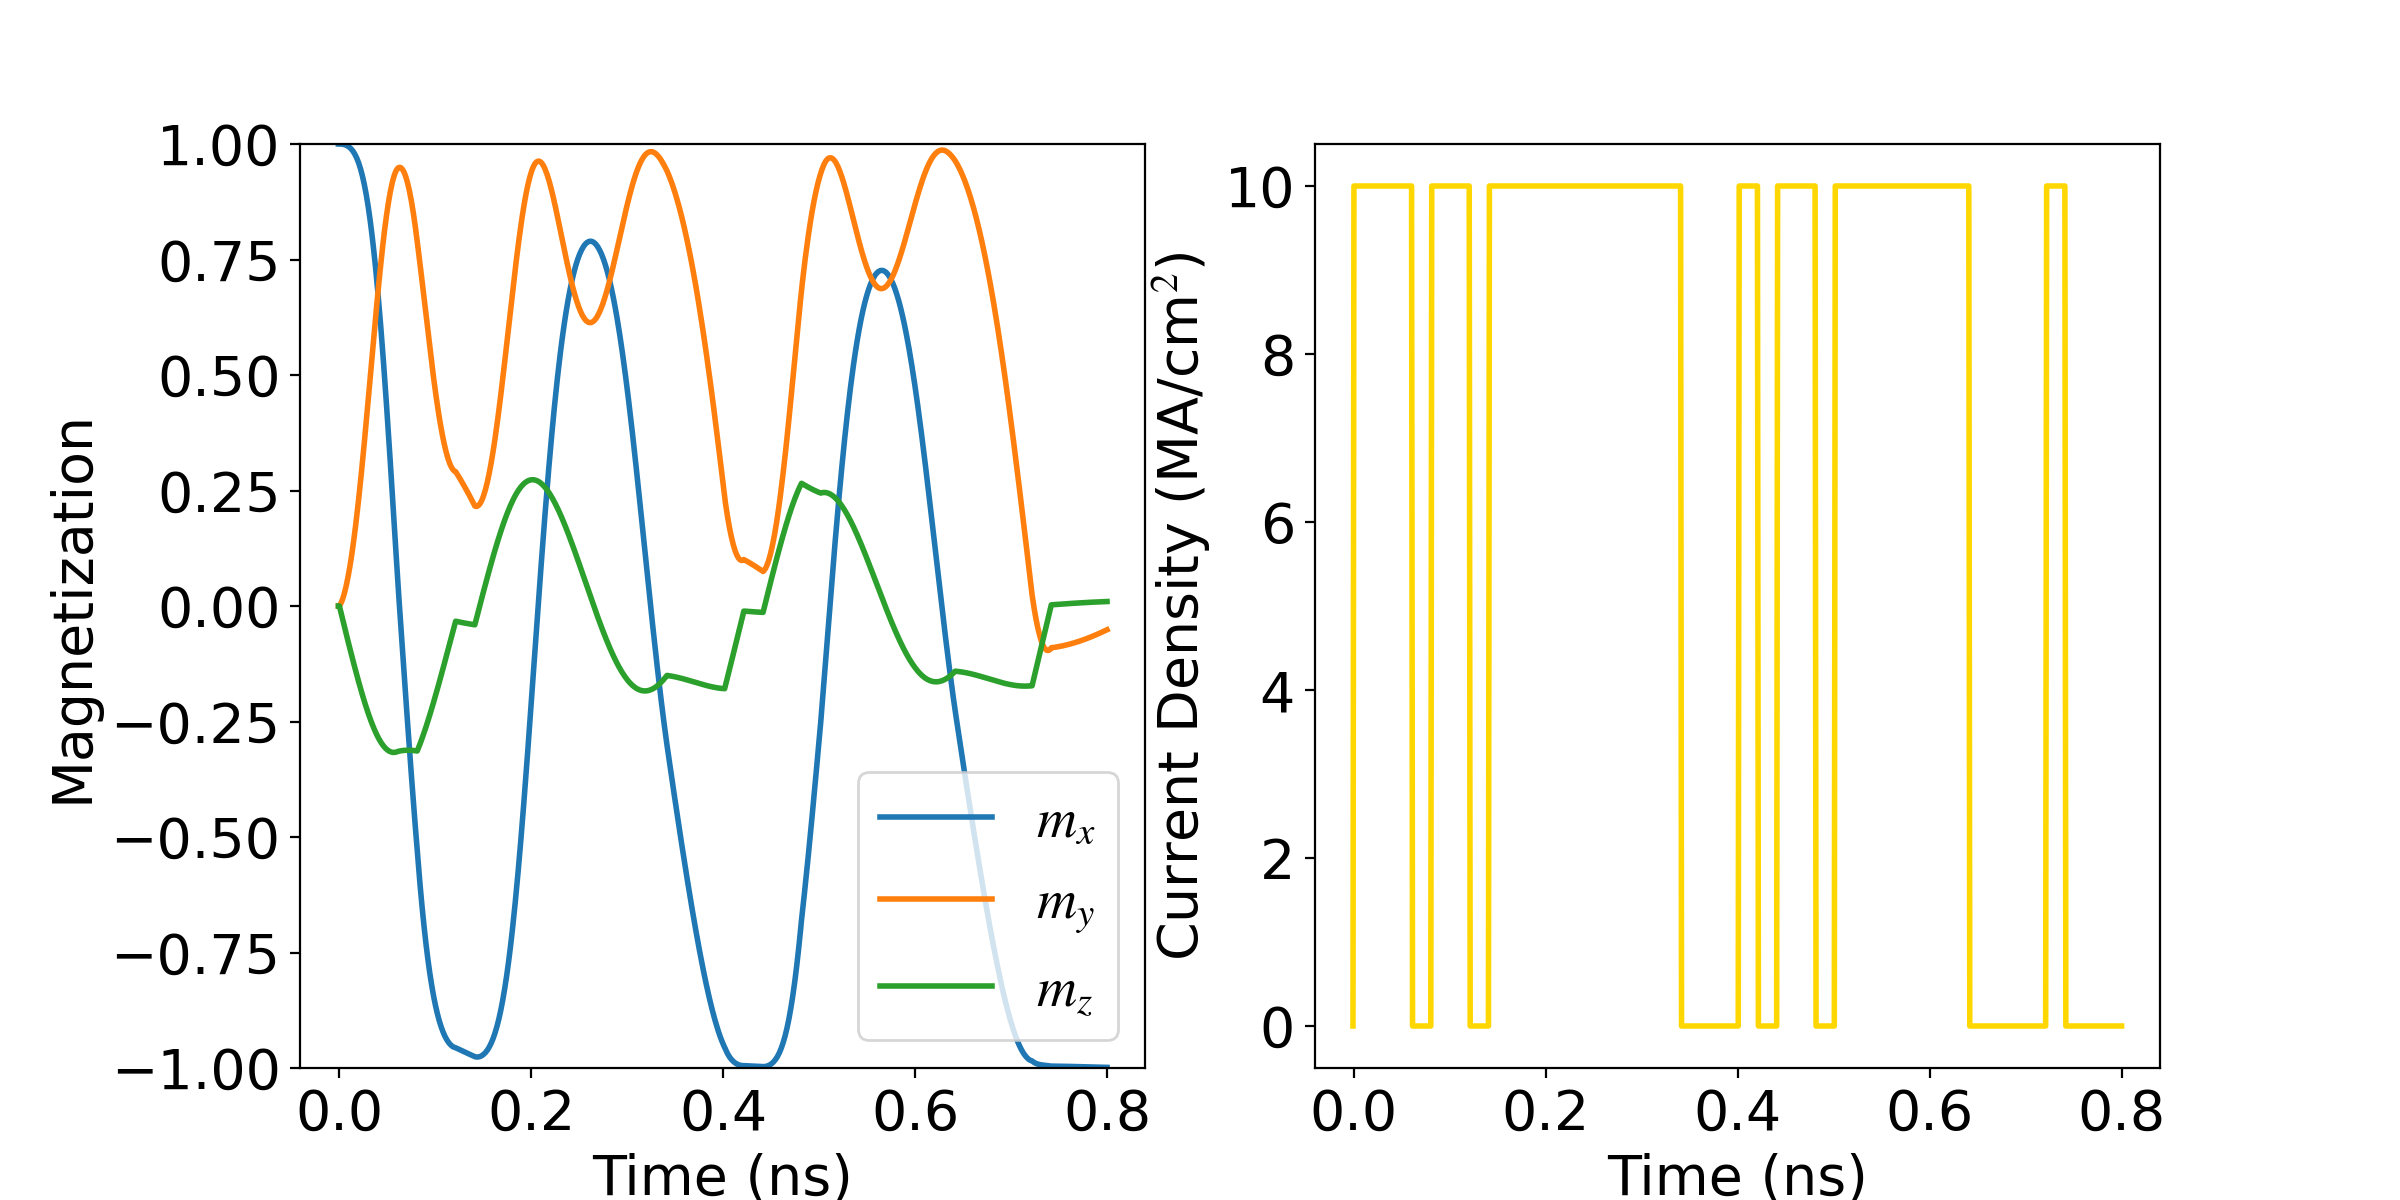 Magnetization
1.00
0.75
0.50
0.25
0.00
−0.25
−0.50
−0.75
−1.00
0.0 0.2 0.4 0.6 0.8
Time (ns)
m_x
m_y
m_z
Current Density (MA/cm²)
10
8
6
4
2
0
0.0 0.2 0.4 0.6 0.8
Time (ns)